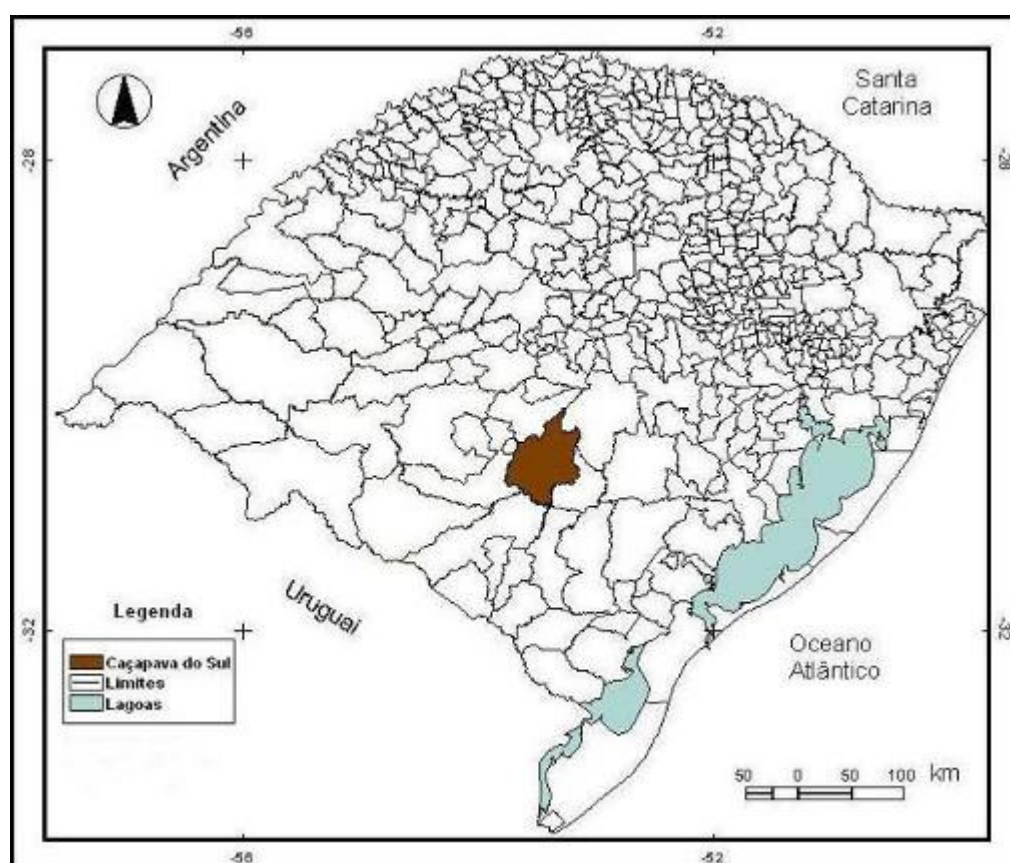 -56
-52
Santa
Catarina
Argentina
-28
-28
Uruguai
Legenda
Caçapava do Sul
Limites
Lagoas
-32
-32
Oceano
Atlântico
50 0 50 100 km
-56
-52